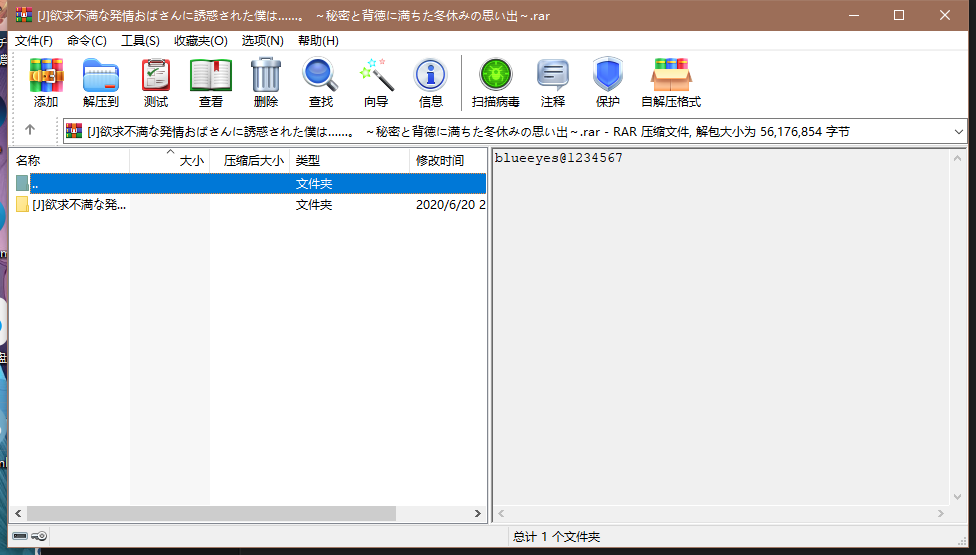 [J]欲求不満な発情おばさんに誘惑された僕は……。 ~秘密と背徳に満ちた冬休みの思い出~.rar
文件(F) 命令(C) 工具(S) 收藏夹(O) 选项(N) 帮助(H)
添加 解压到 测试 查看 删除 查找 向导 信息 扫描病毒 注释 保护 自解压格式
[J]欲求不満な発情おばさんに誘惑された僕は……。 ~秘密と背徳に満ちた冬休みの思い出~.rar - RAR 压缩文件, 解包大小为 56,176,854 字节
名称 大小 压缩后大小 类型 修改时间
.. 文件夹
[J]欲求不満な発... 文件夹 2020/6/20 2
blueeyes@1234567
总计 1 个文件夹